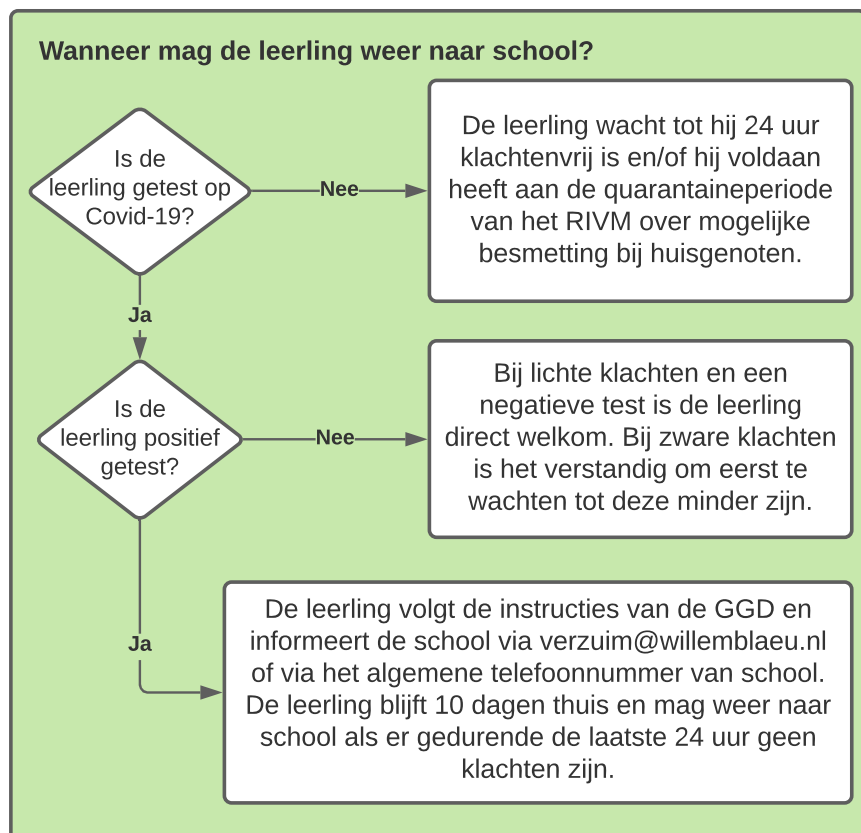 Wanneer mag de leerling weer naar school?
Is de
leerling getest op
Covid-19?
Nee
De leerling wacht tot hij 24 uur
klachtenvrij is en/of hij voldaan
heeft aan de quarantaineperiode
van het RIVM over mogelijke
besmetting bij huisgenoten.
Ja
Is de
leerling positief
getest?
Nee
Bij lichte klachten en een
negatieve test is de leerling
direct welkom. Bij zware klachten
is het verstandig om eerst te
wachten tot deze minder zijn.
Ja
De leerling volgt de instructies van de GGD en
informeert de school via verzuim@willemblaeu.nl
of via het algemene telefoonnummer van school.
De leerling blijft 10 dagen thuis en mag weer naar
school als er gedurende de laatste 24 uur geen
klachten zijn.